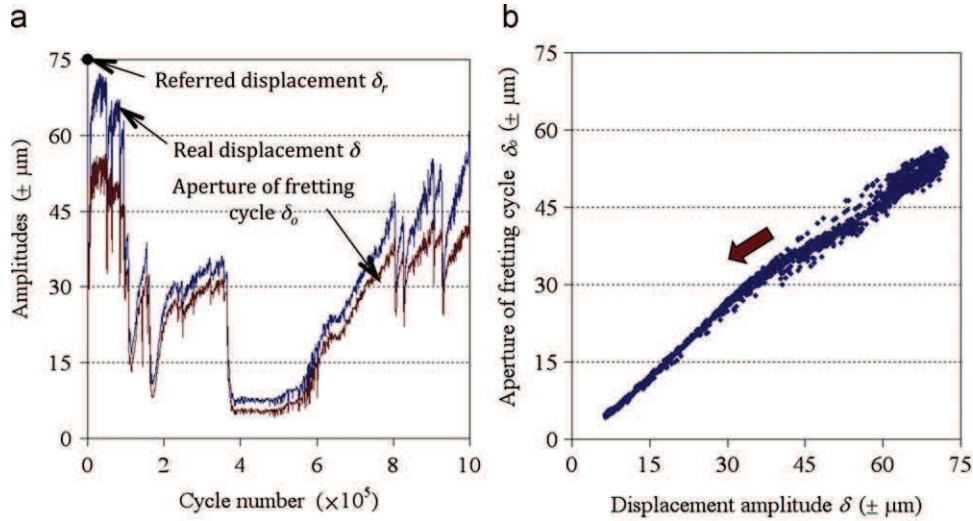 a
75
60
45
30
15
0
Amplitudes (± μm)
Referred displacement δr
Real displacement δ
Aperture of fretting
cycle δo
0 2 4 6 8 10
Cycle number (×10⁵)
b
Aperture of fretting cycle δo (± μm)
75
60
45
30
15
0
0 15 30 45 60 75
Displacement amplitude δ (± μm)